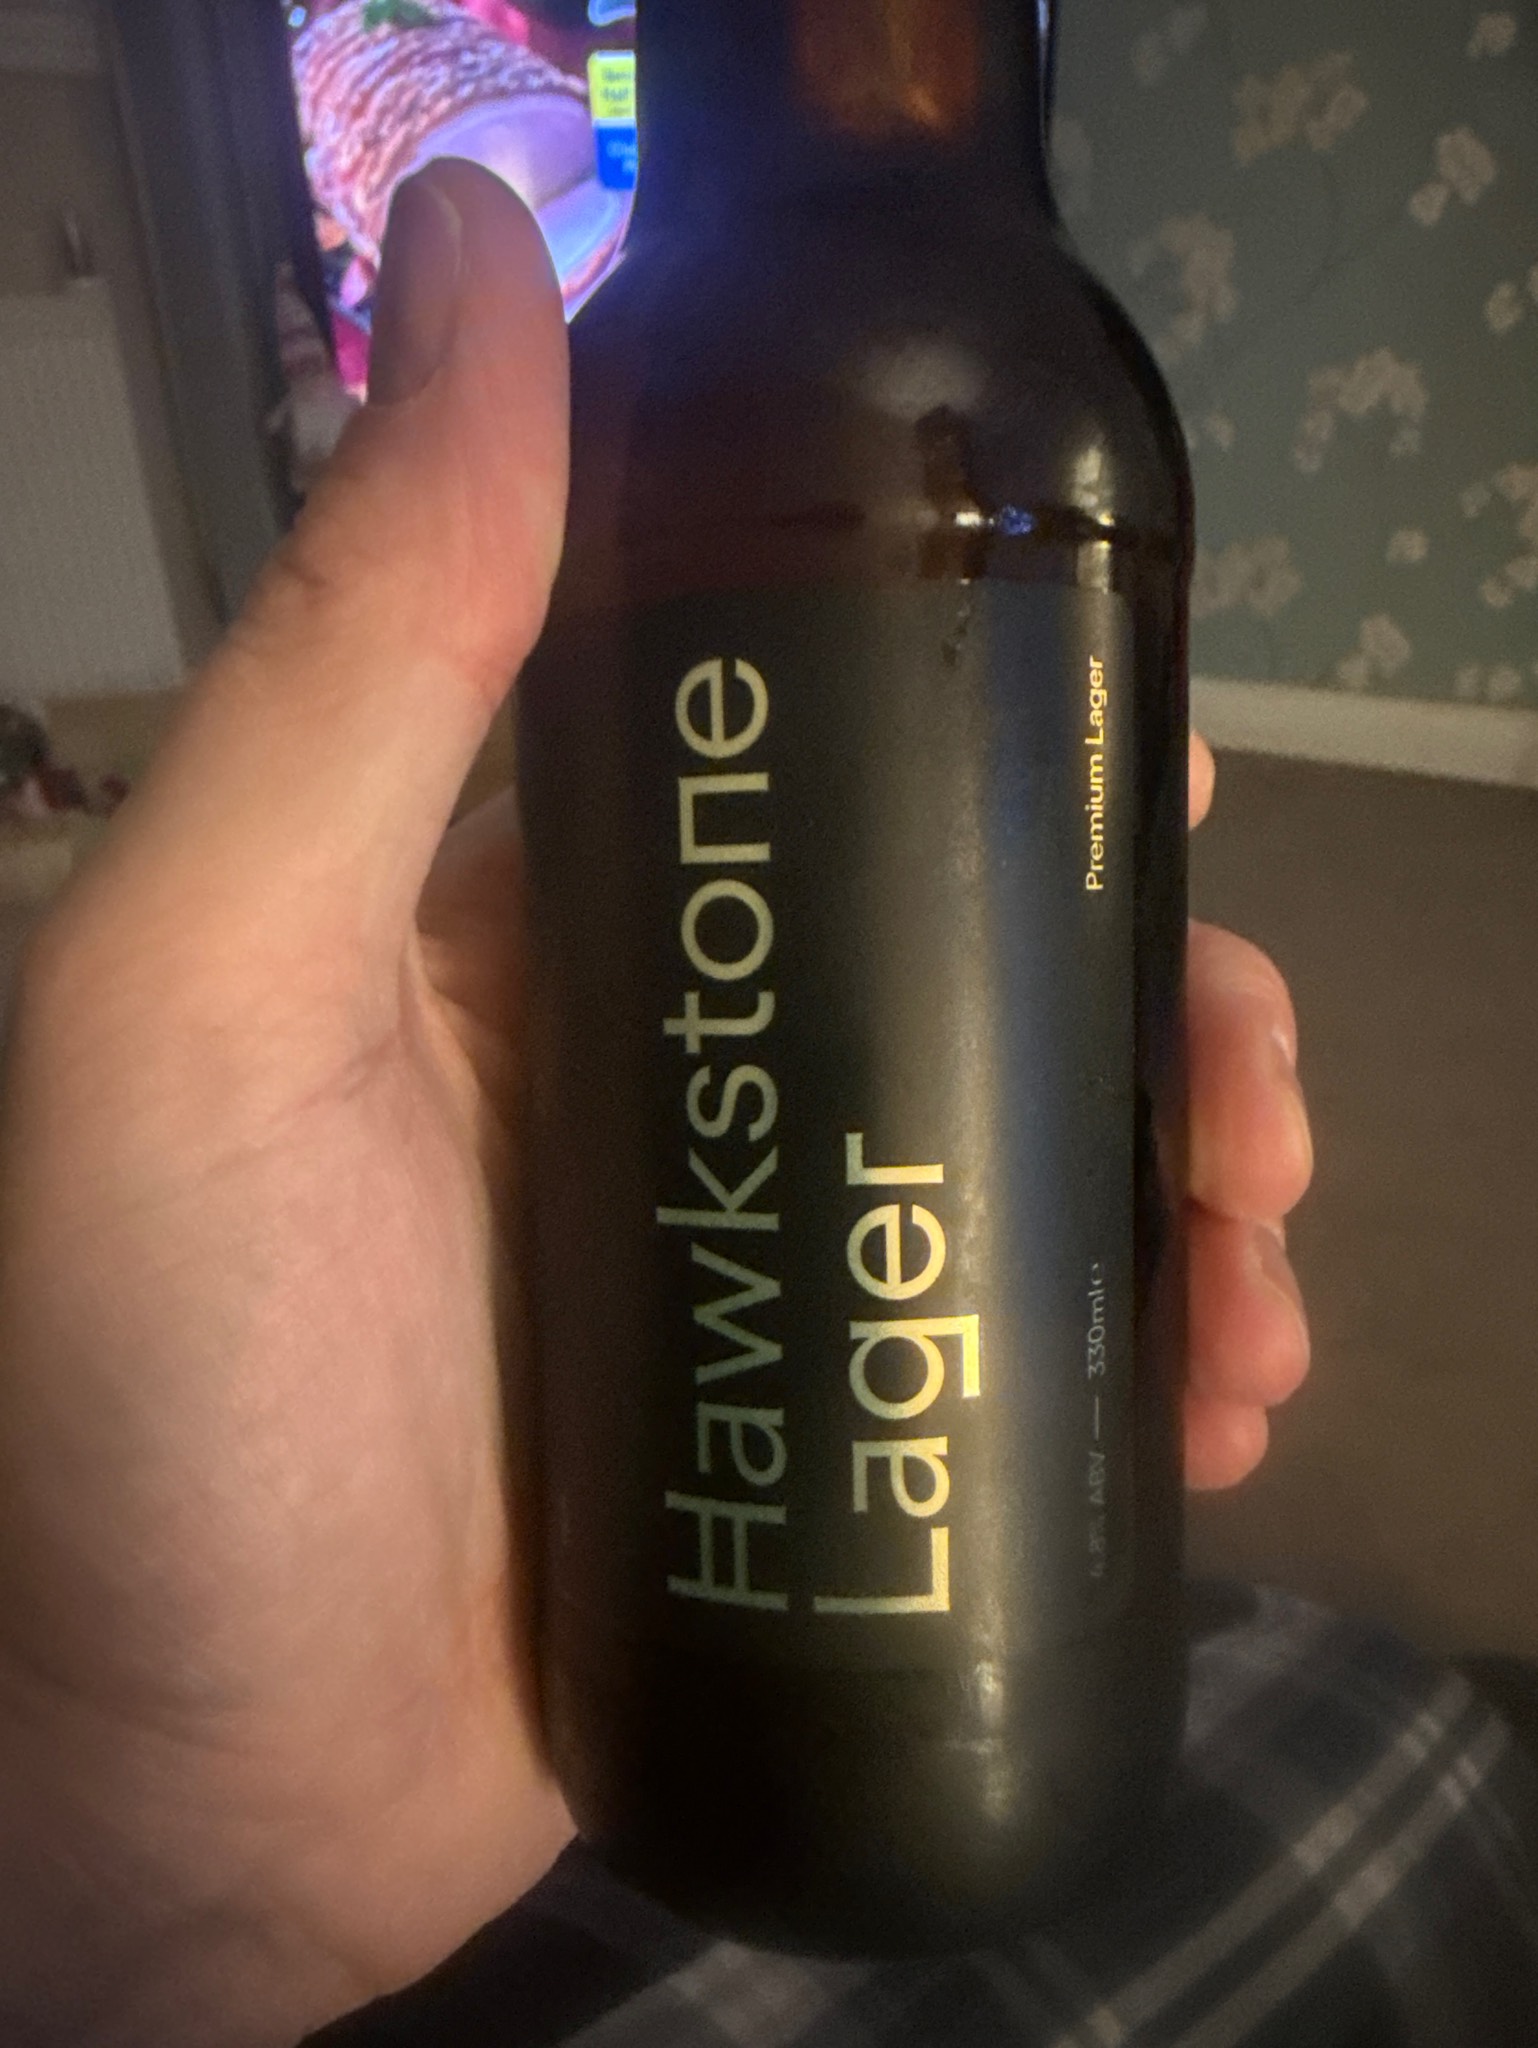 Hawkstone
Lager
Premium Lager
ABV — 330ml